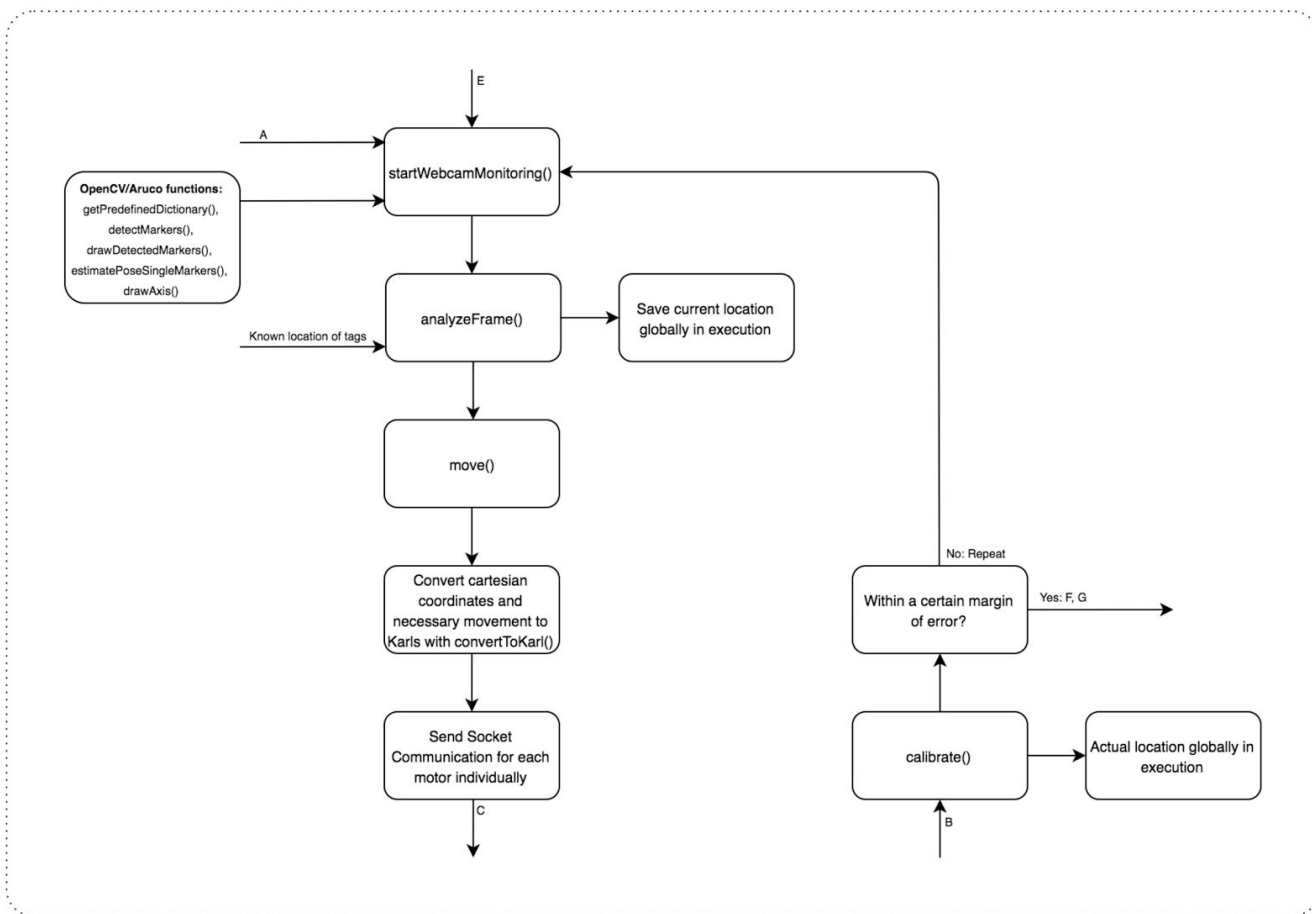 E
A
startWebcamMonitoring()
OpenCV/Aruco functions:
getPredefinedDictionary(),
detectMarkers(),
drawDetectedMarkers(),
estimatePoseSingleMarkers(),
drawAxis()
analyzeFrame()
Save current location
globally in execution
Known location of tags
move()
Convert cartesian
coordinates and
necessary movement to
Karls with convertToKarl()
Send Socket
Communication for each
motor individually
C
No: Repeat
Within a certain margin
of error?
Yes: F, G
calibrate()
Actual location globally in
execution
B